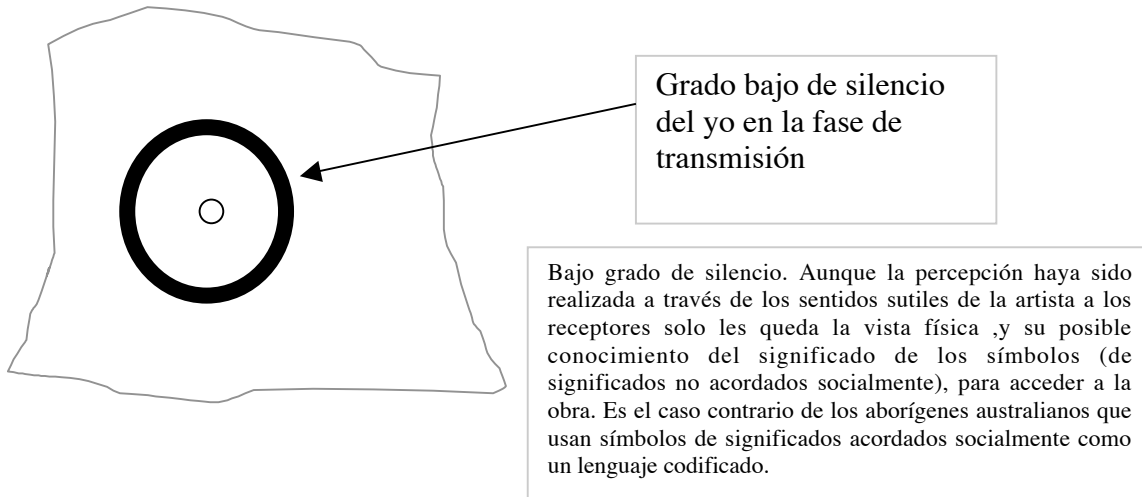 Grado bajo de silencio
del yo en la fase de
transmisión
Bajo grado de silencio. Aunque la percepción haya sido
realizada a través de los sentidos sutiles de la artista a los
receptores solo les queda la vista física ,y su posible
conocimiento del significado de los símbolos (de
significados no acordados socialmente), para acceder a la
obra. Es el caso contrario de los aborígenes australianos que
usan símbolos de significados acordados socialmente como
un lenguaje codificado.